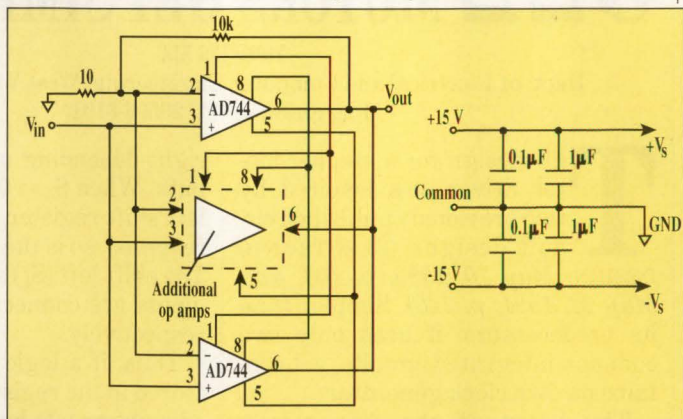 10k
10
1
8
2
−
AD744
6
3
+
5
Vout
Vin
1
8
2
3
6
5
Additional
op amps
1
8
2
−
AD744
6
3
+
5
+15 V
+Vs
0.1µF
1µF
Common
GND
0.1µF
1µF
-15 V
-Vs